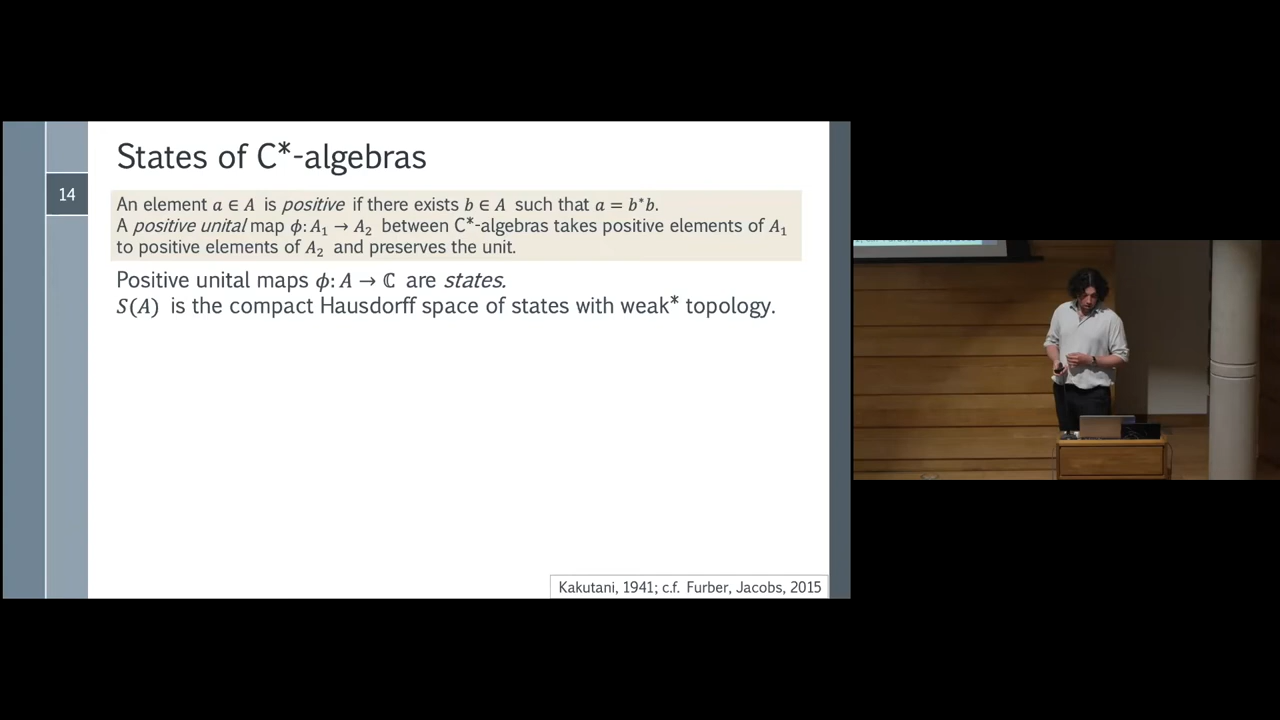 States of C*-algebras
14
An element a ∈ A is positive if there exists b ∈ A such that a = b*b.
A positive unital map ϕ: A₁ → A₂ between C*-algebras takes positive elements of A₁
to positive elements of A₂ and preserves the unit.
Positive unital maps ϕ: A → ℂ are states.
S(A) is the compact Hausdorff space of states with weak* topology.
Kakutani, 1941; c.f. Furber, Jacobs, 2015